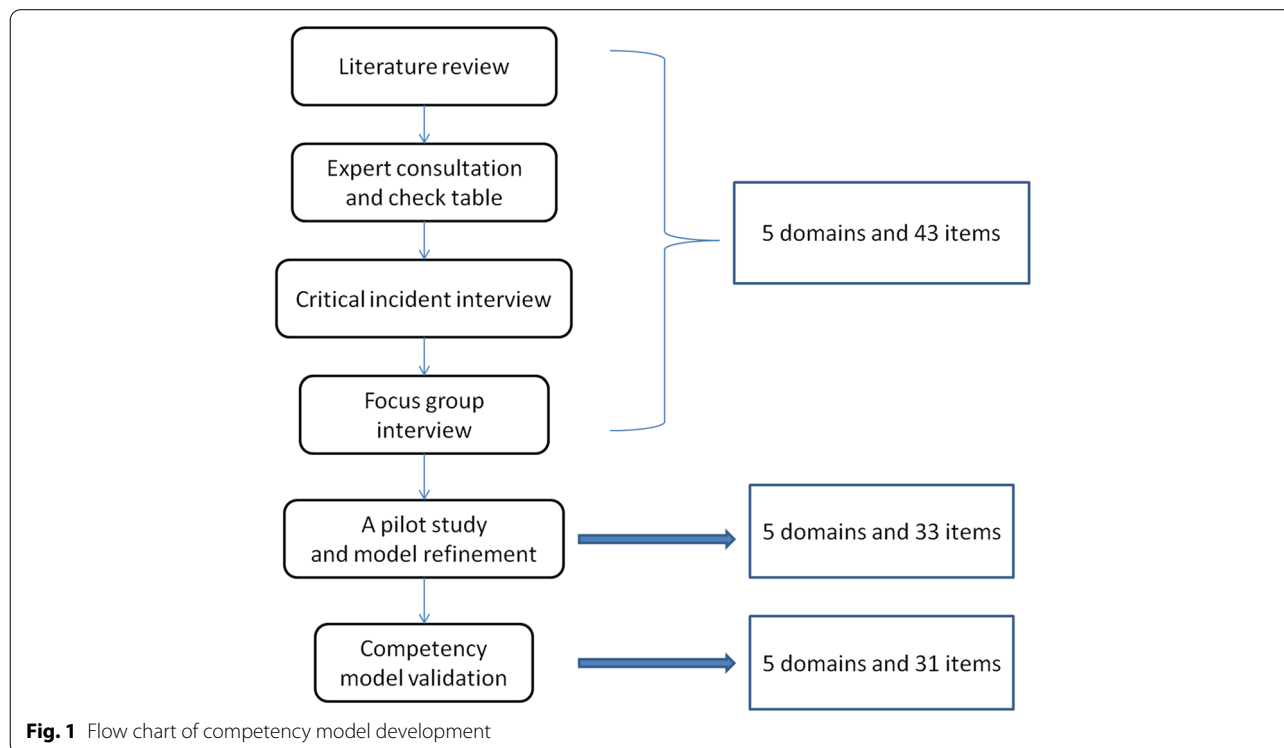 Literature review
Expert consultation
and check table
5 domains and 43 items
Critical incident interview
Focus group
interview
A pilot study
and model refinement
5 domains and 33 items
Competency
model validation
5 domains and 31 items
Fig. 1 Flow chart of competency model development